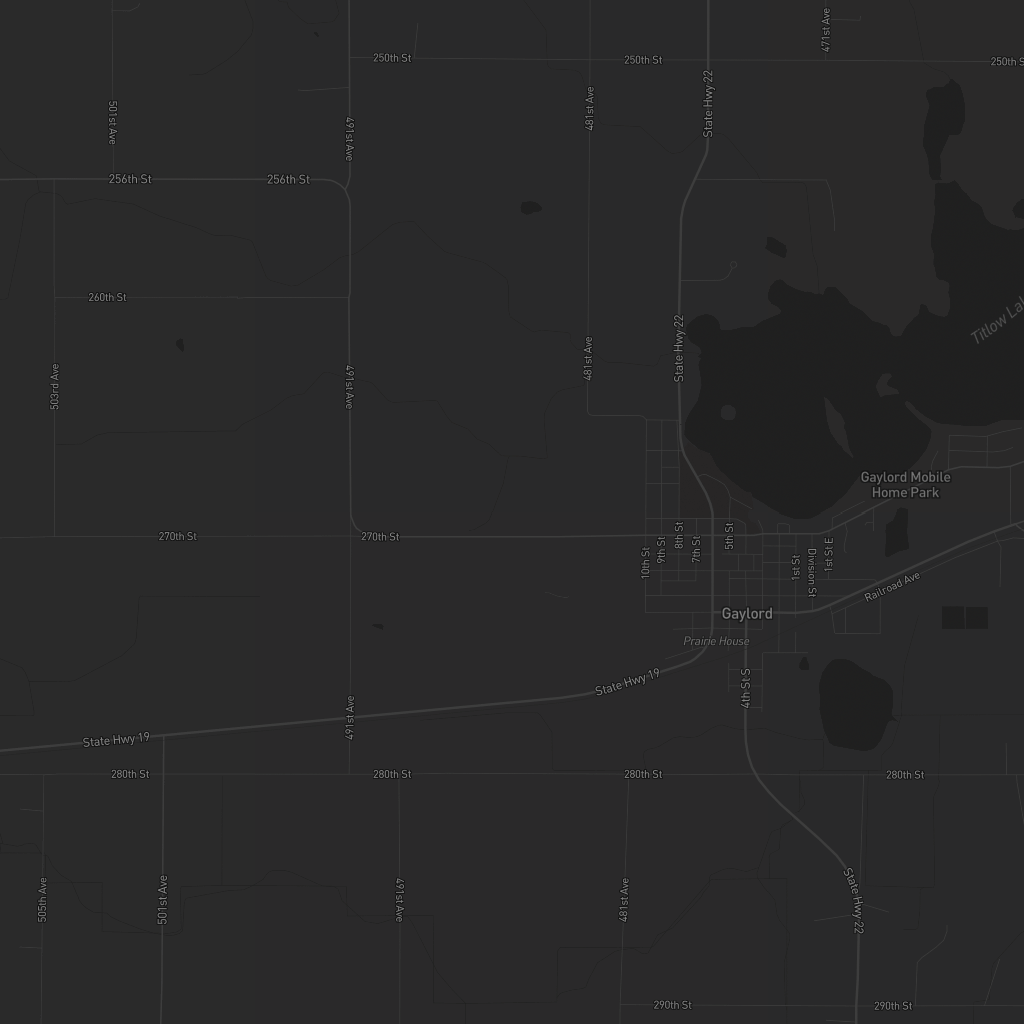 471st Ave
250th St
250th St
250th S
501st Ave
491st Ave
481st Ave
State Hwy 22
256th St
256th St
260th St
Titlow Lak
State Hwy 22
481st Ave
503rd Ave
491st Ave
Gaylord Mobile
Home Park
270th St
270th St
10th St
9th St
8th St
7th St
5th St
1st St
Division St
1st St E
Railroad Ave
Gaylord
Prairie House
State Hwy 19
4th St S
491st Ave
State Hwy 19
280th St
280th St
280th St
280th St
505th Ave
501st Ave
491st Ave
481st Ave
State Hwy 22
290th St
290th St